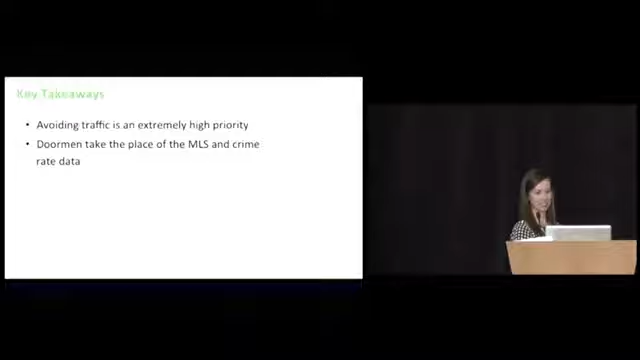 Key Takeaways
• Avoiding traffic is an extremely high priority
• Doormen take the place of the MLS and crime
rate data